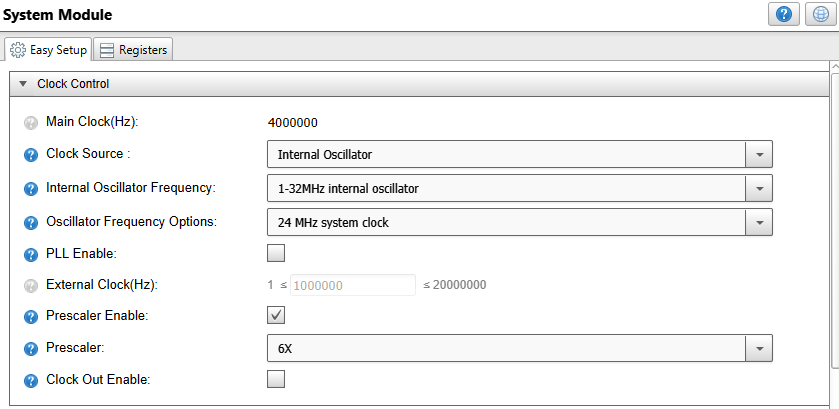 System Module
Easy Setup Registers
Clock Control
Main Clock(Hz): 4000000
Clock Source : Internal Oscillator
Internal Oscillator Frequency: 1-32MHz internal oscillator
Oscillator Frequency Options: 24 MHz system clock
PLL Enable:
External Clock(Hz): 1 ≤ 1000000 ≤ 20000000
Prescaler Enable:
Prescaler: 6X
Clock Out Enable: